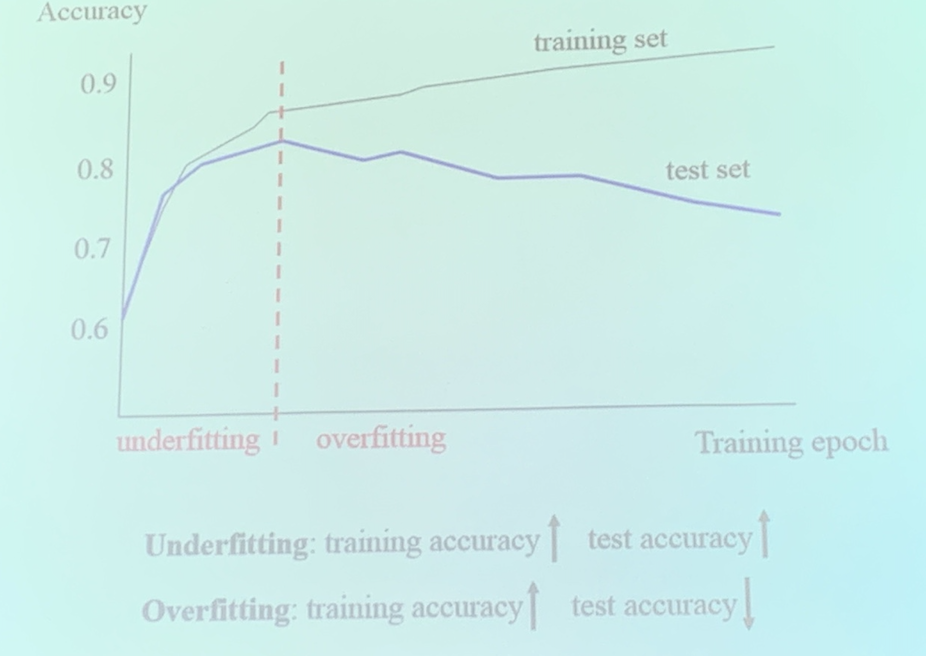 Accuracy
training set
0.9
0.8
test set
0.7
0.6
underfitting
overfitting
Training epoch
Underfitting: training accuracy test accuracy
Overfitting: training accuracy test accuracy